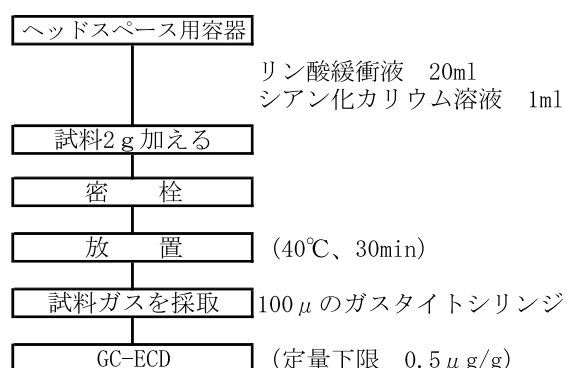 ヘッドスペース用容器
リン酸緩衝液　20ml
シアン化カリウム溶液　1ml
試料2ｇ加える
密　　栓
放　　置　(40℃、30min)
試料ガスを採取　100μのガスタイトシリンジ
GC-ECD　(定量下限　0.5μg/g)